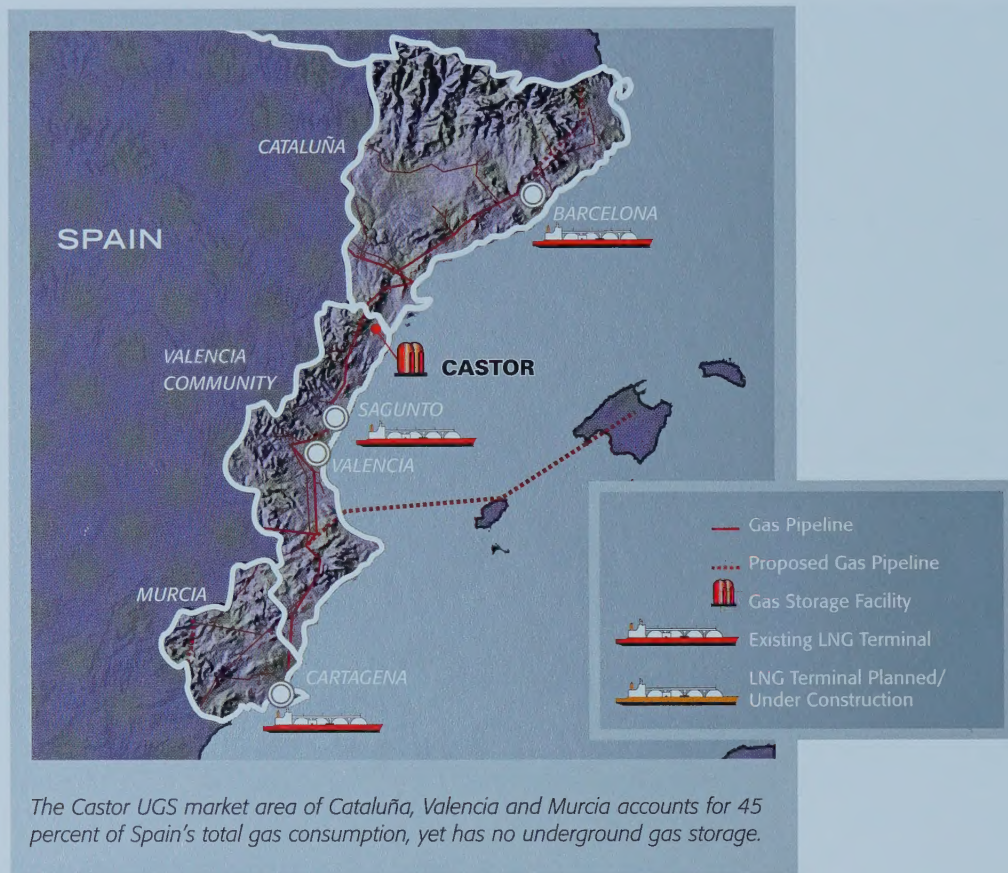 CATALUÑA
SPAIN
BARCELONA
VALENCIA
COMMUNITY
CASTOR
SAGUNTO
VALENCIA
MURCIA
CARTAGENA
Gas Pipeline
Proposed Gas Pipeline
Gas Storage Facility
Existing LNG Terminal
LNG Terminal Planned/
Under Construction
The Castor UGS market area of Cataluña, Valencia and Murcia accounts for 45
percent of Spain's total gas consumption, yet has no underground gas storage.